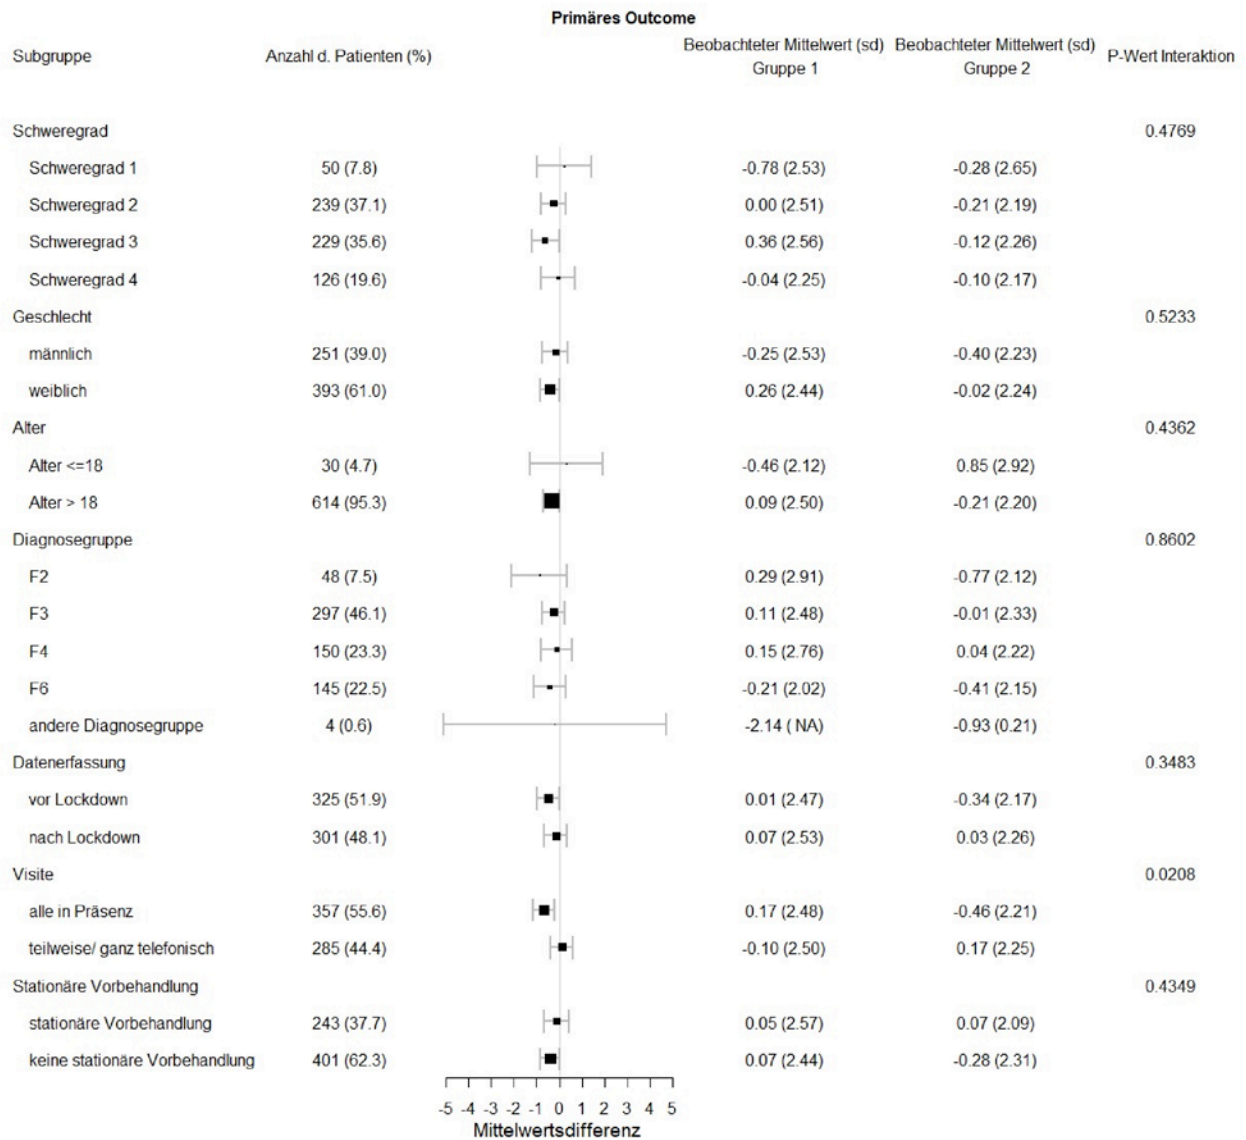 Primäres Outcome
Subgruppe Anzahl d. Patienten (%) Beobachteter Mittelwert (sd) Gruppe 1 Beobachteter Mittelwert (sd) Gruppe 2 P-Wert Interaktion
Schweregrad 0.4769
Schweregrad 1 50 (7.8) -0.78 (2.53) -0.28 (2.65)
Schweregrad 2 239 (37.1) 0.00 (2.51) -0.21 (2.19)
Schweregrad 3 229 (35.6) 0.36 (2.56) -0.12 (2.26)
Schweregrad 4 126 (19.6) -0.04 (2.25) -0.10 (2.17)
Geschlecht 0.5233
männlich 251 (39.0) -0.25 (2.53) -0.40 (2.23)
weiblich 393 (61.0) 0.26 (2.44) -0.02 (2.24)
Alter 0.4362
Alter <=18 30 (4.7) -0.46 (2.12) 0.85 (2.92)
Alter > 18 614 (95.3) 0.09 (2.50) -0.21 (2.20)
Diagnosegruppe 0.8602
F2 48 (7.5) 0.29 (2.91) -0.77 (2.12)
F3 297 (46.1) 0.11 (2.48) -0.01 (2.33)
F4 150 (23.3) 0.15 (2.76) 0.04 (2.22)
F6 145 (22.5) -0.21 (2.02) -0.41 (2.15)
andere Diagnosegruppe 4 (0.6) -2.14 ( NA) -0.93 (0.21)
Datenerfassung 0.3483
vor Lockdown 325 (51.9) 0.01 (2.47) -0.34 (2.17)
nach Lockdown 301 (48.1) 0.07 (2.53) 0.03 (2.26)
Visite 0.0208
alle in Präsenz 357 (55.6) 0.17 (2.48) -0.46 (2.21)
teilweise/ ganz telefonisch 285 (44.4) -0.10 (2.50) 0.17 (2.25)
Stationäre Vorbehandlung 0.4349
stationäre Vorbehandlung 243 (37.7) 0.05 (2.57) 0.07 (2.09)
keine stationäre Vorbehandlung 401 (62.3) 0.07 (2.44) -0.28 (2.31)
-5 -4 -3 -2 -1 0 1 2 3 4 5
Mittelwertsdifferenz